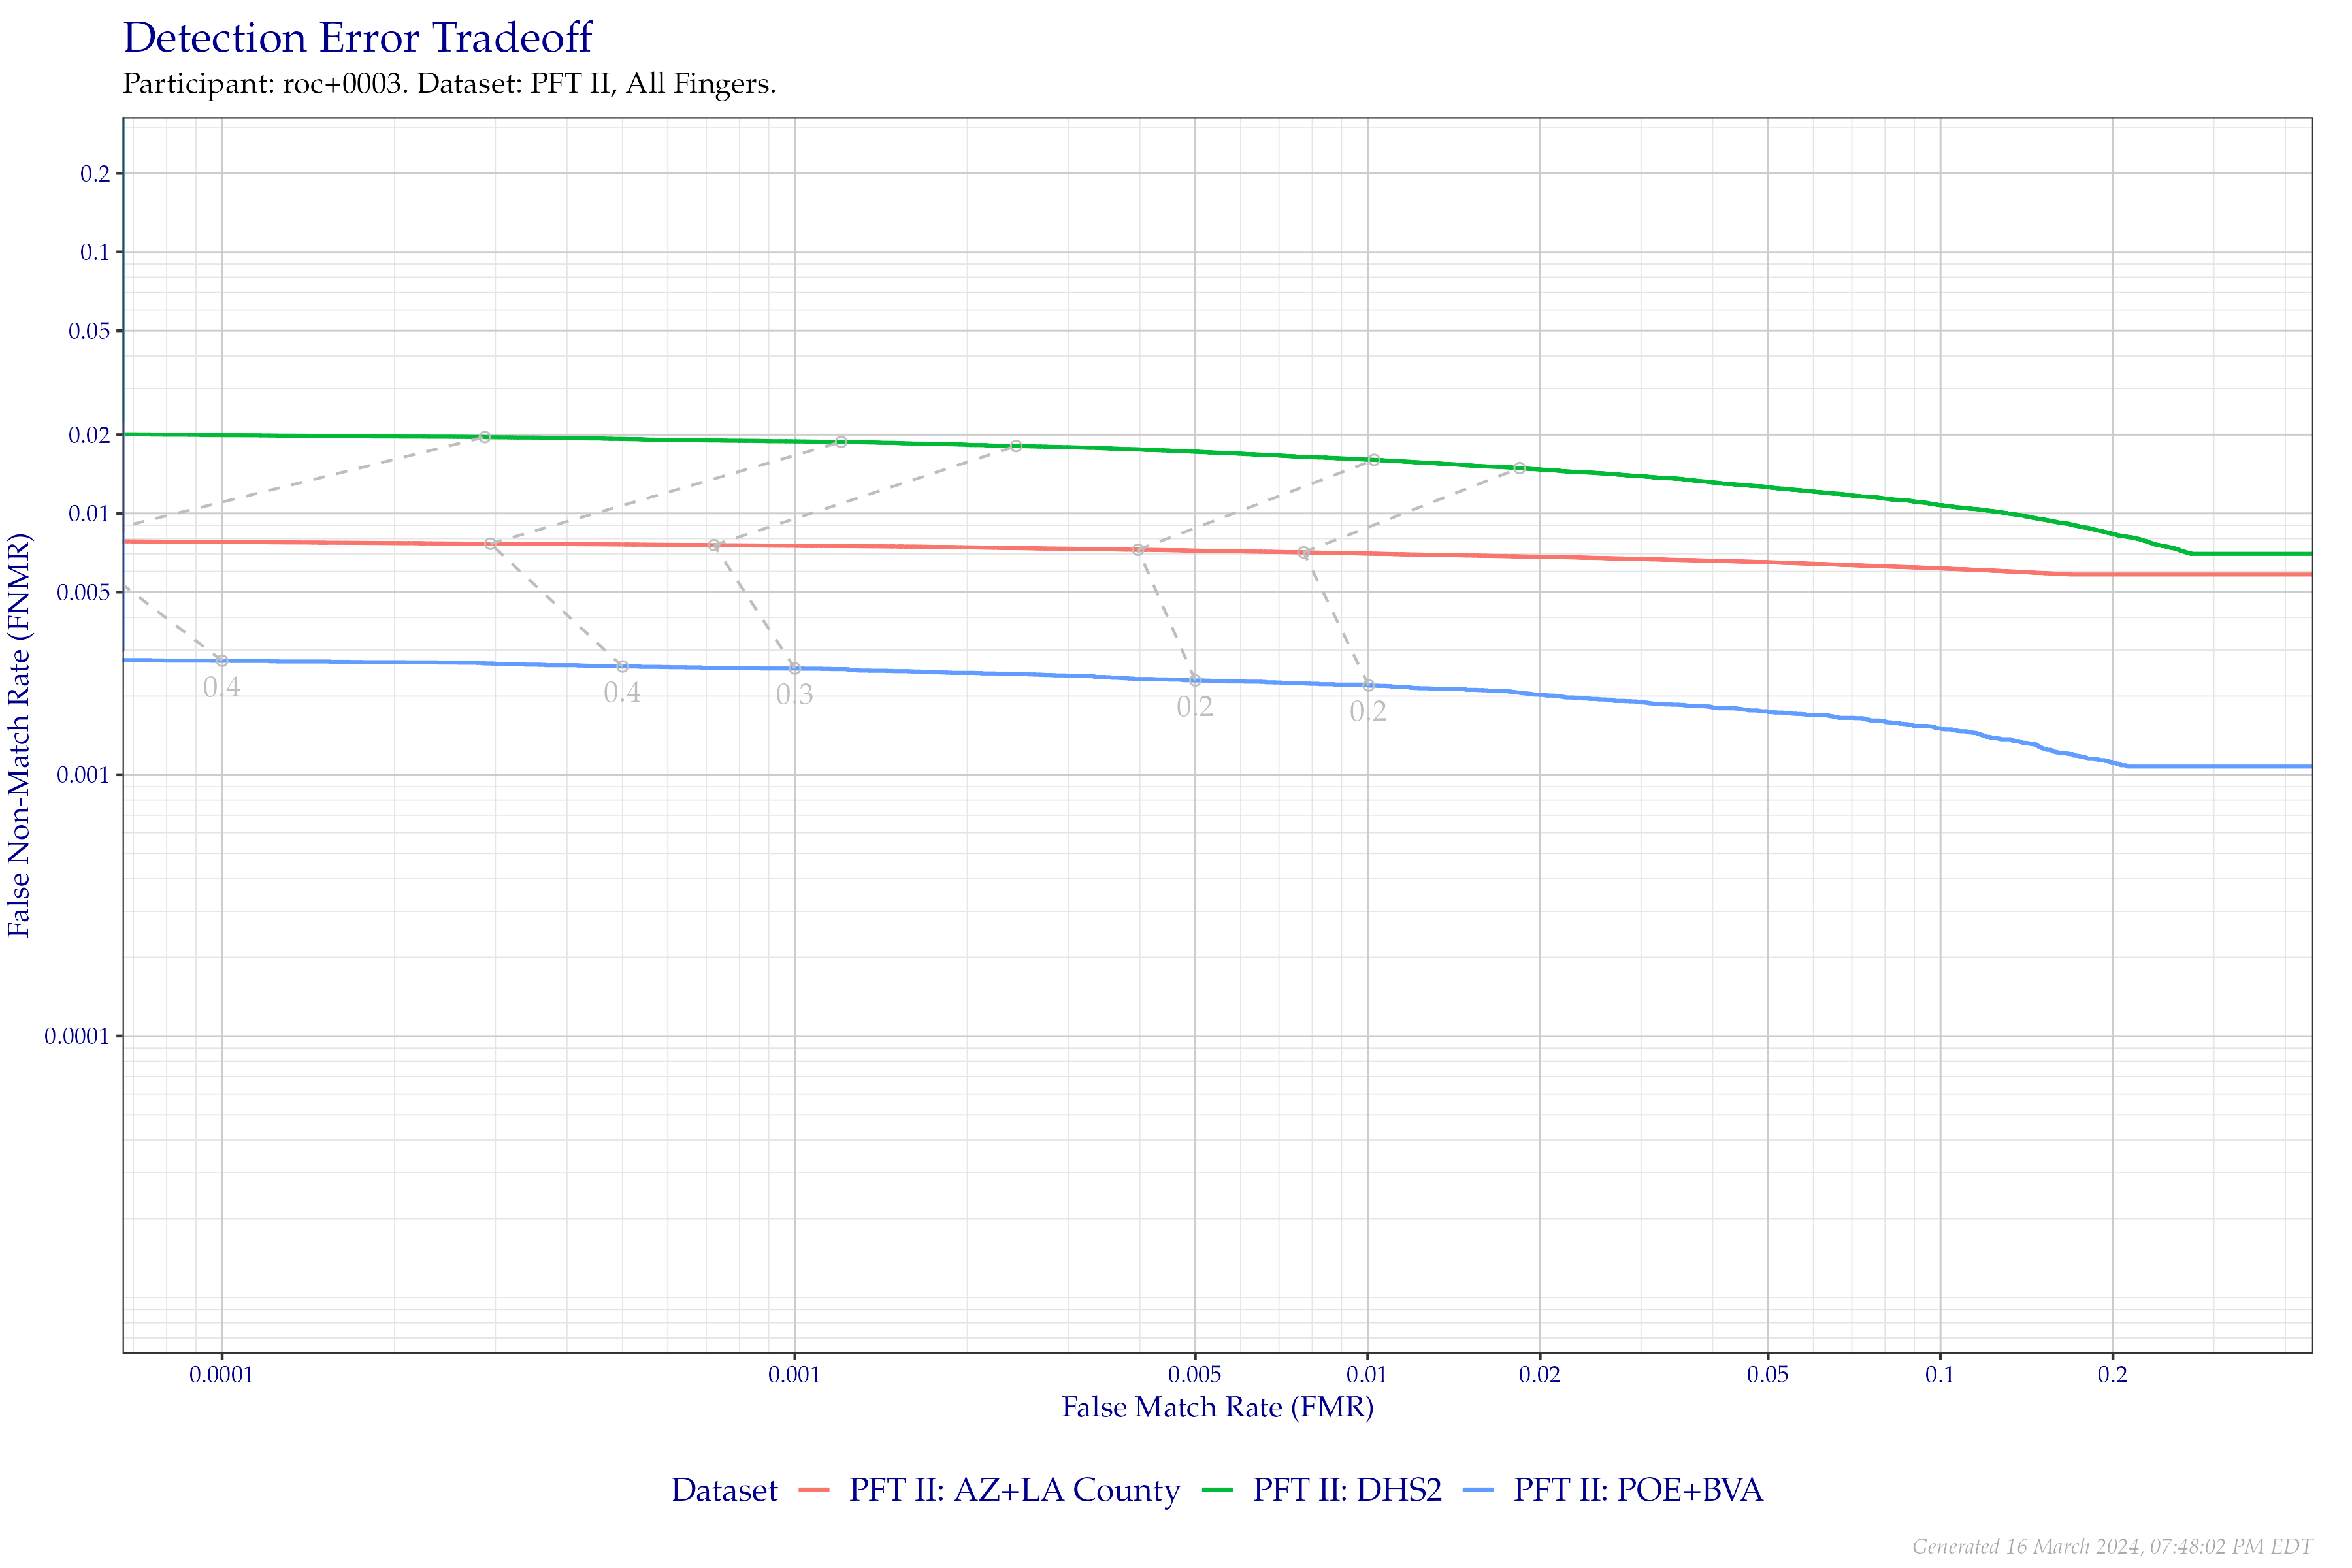 Detection Error Tradeoff
Participant: roc+0003. Dataset: PFT II, All Fingers.
False Non-Match Rate (FNMR)
0.2
0.1
0.05
0.02
0.01
0.005
0.001
0.0001
0.4
0.4
0.3
0.2
0.2
0.0001 0.001 0.005 0.01 0.02 0.05 0.1 0.2
False Match Rate (FMR)
Dataset PFT II: AZ+LA County PFT II: DHS2 PFT II: POE+BVA
Generated 16 March 2024, 07:48:02 PM EDT